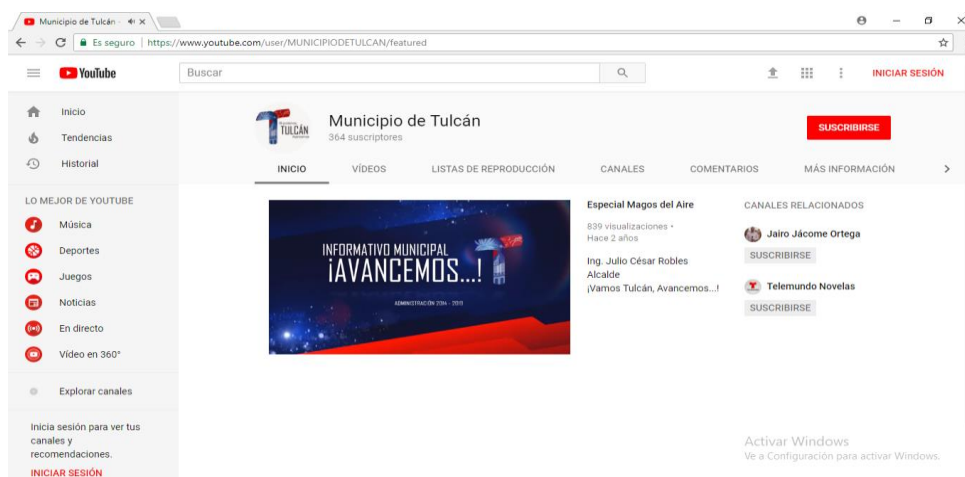 Municipio de Tulcán -
Es seguro | https://www.youtube.com/user/MUNICIPIODETULCAN/featured
YouTube
Buscar
INICIAR SESIÓN
Inicio
Tendencias
Historial
LO MEJOR DE YOUTUBE
Música
Deportes
Juegos
Noticias
En directo
Vídeo en 360°
Explorar canales
Inicia sesión para ver tus
canales y
recomendaciones.
INICIAR SESIÓN
TULCÁN
Municipio de Tulcán
364 suscriptores
SUSCRIBIRSE
INICIO
VÍDEOS
LISTAS DE REPRODUCCIÓN
CANALES
COMENTARIOS
MÁS INFORMACIÓN
INFORMATIVO MUNICIPAL
¡AVANCEMOS...!
ADMINISTRACIÓN 2014 - 2019
Especial Magos del Aire
839 visualizaciones •
Hace 2 años
Ing. Julio César Robles
Alcalde
¡Vamos Tulcán, Avancemos...!
CANALES RELACIONADOS
Jairo Jácome Ortega
SUSCRIBIRSE
Telemundo Novelas
SUSCRIBIRSE
Activar Windows
Ve a Configuración para activar Windows.